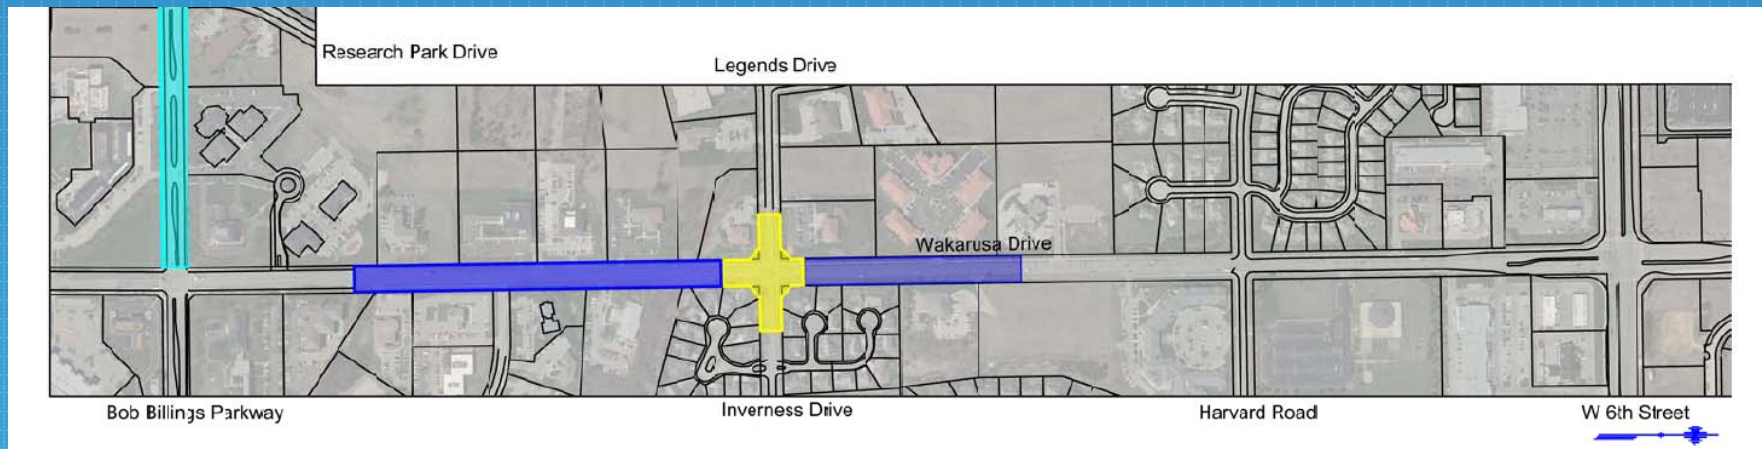 Research Park Drive
Legends Drive
Wakarusa Drive
Bob Billings Parkway
Inverness Drive
Harvard Road
W 6th Street